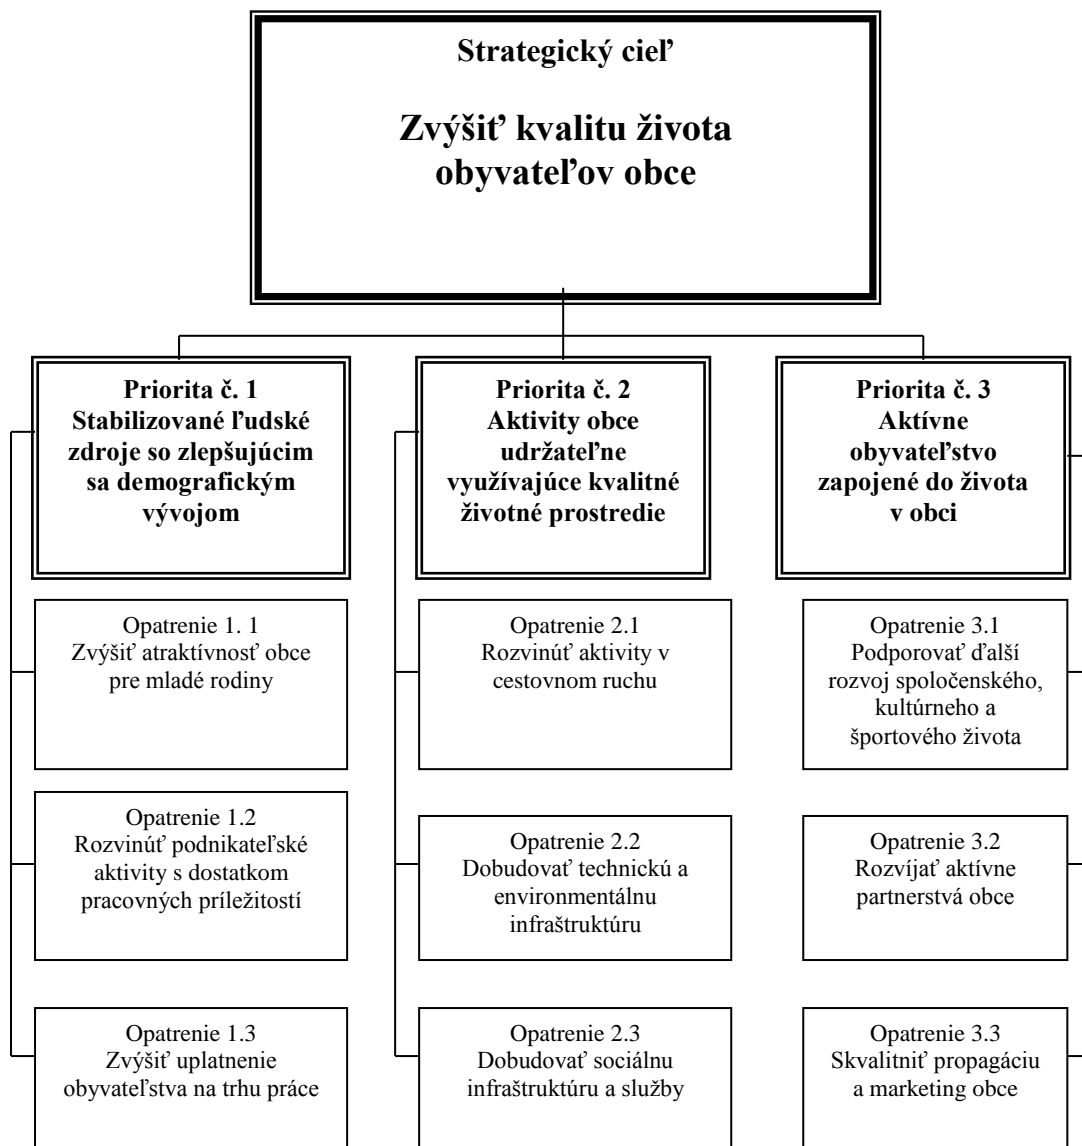 Strategický cieľ
Zvýšiť kvalitu života
obyvateľov obce
Priorita č. 1
Stabilizované ľudské
zdroje so zlepšujúcim
sa demografickým
vývojom
Priorita č. 2
Aktivity obce
udržateľne
využívajúce kvalitné
životné prostredie
Priorita č. 3
Aktívne
obyvateľstvo
zapojené do života
v obci
Opatrenie 1. 1
Zvýšiť atraktívnosť obce
pre mladé rodiny
Opatrenie 2.1
Rozvinúť aktivity v
cestovnom ruchu
Opatrenie 3.1
Podporovať ďalší
rozvoj spoločenského,
kultúrneho a
športového života
Opatrenie 1.2
Rozvinúť podnikateľské
aktivity s dostatkom
pracovných príležitostí
Opatrenie 2.2
Dobudovať technickú a
environmentálnu
infraštruktúru
Opatrenie 3.2
Rozvíjať aktívne
partnerstvá obce
Opatrenie 1.3
Zvýšiť uplatnenie
obyvateľstva na trhu práce
Opatrenie 2.3
Dobudovať sociálnu
infraštruktúru a služby
Opatrenie 3.3
Skvalitniť propagáciu
a marketing obce